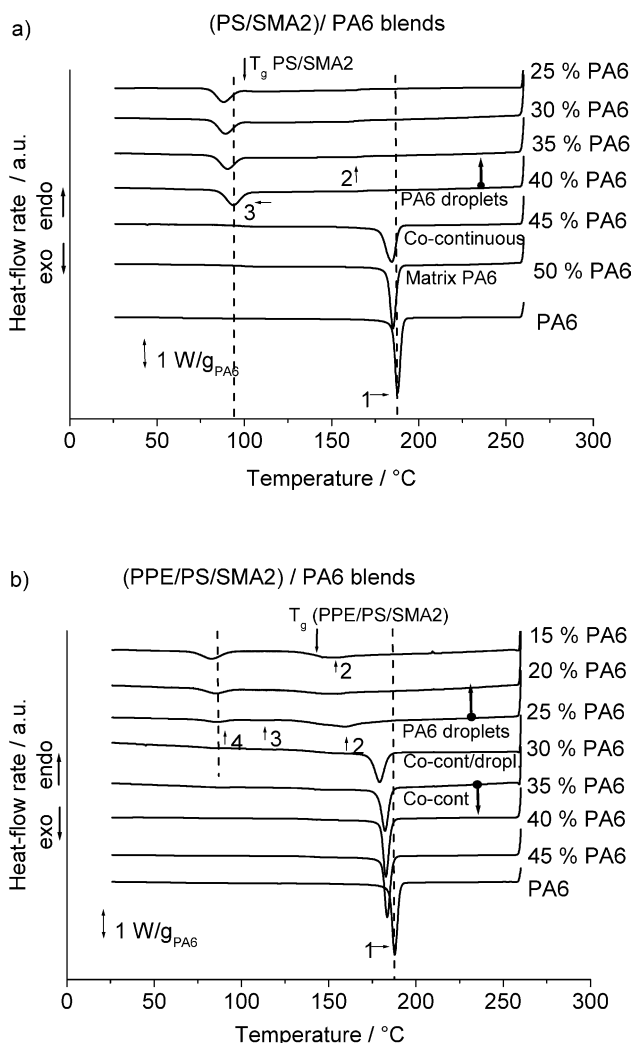 a)
(PS/SMA2)/ PA6 blends
Tg PS/SMA2
25 % PA6
30 % PA6
35 % PA6
2
40 % PA6
PA6 droplets
3
45 % PA6
Co-continuous
Matrix PA6
50 % PA6
PA6
1 W/gPA6
1
Heat-flow rate / a.u.
exo endo
0 50 100 150 200 250 300
Temperature / °C
b)
(PPE/PS/SMA2) / PA6 blends
Tg (PPE/PS/SMA2)
15 % PA6
2
20 % PA6
25 % PA6
PA6 droplets
4 3 2
30 % PA6
Co-cont/dropl.
35 % PA6
Co-cont
40 % PA6
45 % PA6
PA6
1 W/gPA6
1
Heat-flow rate / a.u.
exo endo
0 50 100 150 200 250 300
Temperature / °C